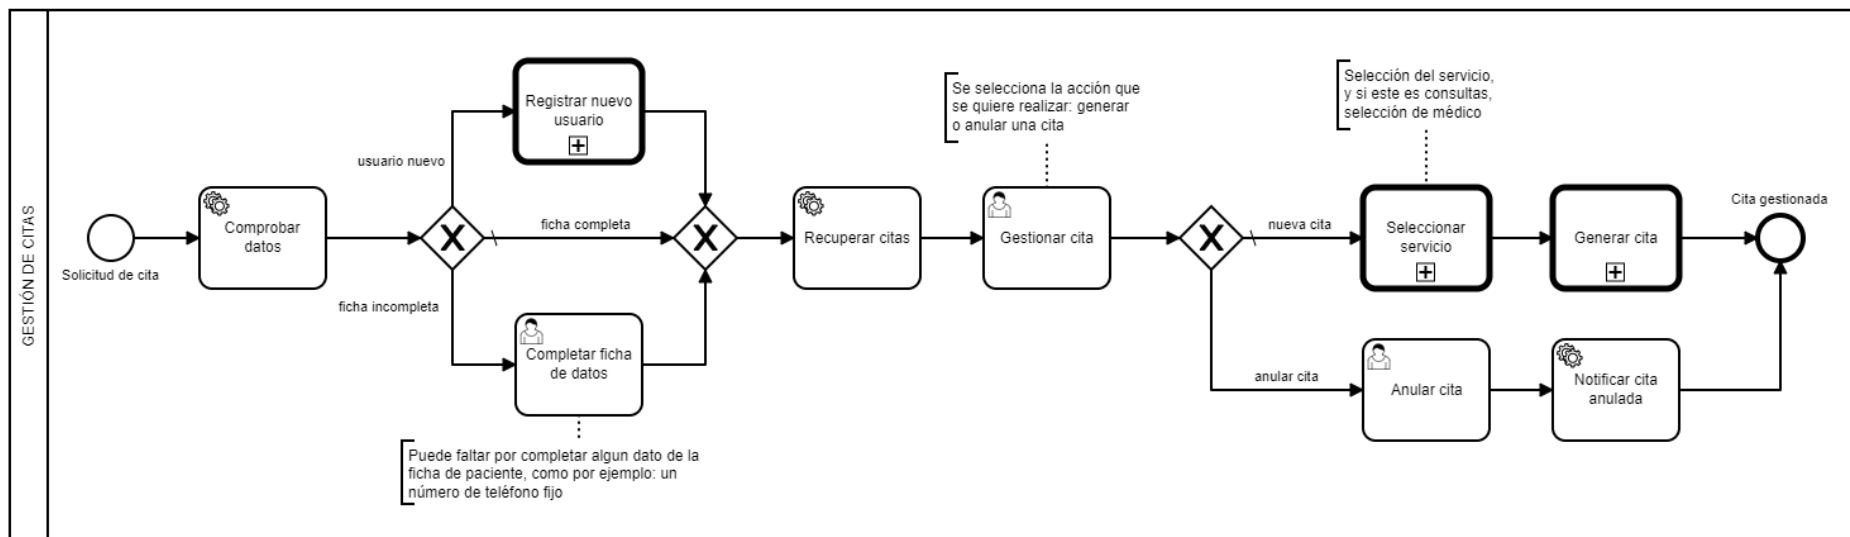 GESTIÓN DE CITAS
Solicitud de cita
Comprobar
datos
usuario nuevo
Registrar nuevo
usuario
ficha completa
ficha incompleta
Completar ficha
de datos
Puede faltar por completar algun dato de la
ficha de paciente, como por ejemplo: un
número de teléfono fijo
Recuperar citas
Se selecciona la acción que
se quiere realizar: generar
o anular una cita
Gestionar cita
nueva cita
Selección del servicio,
y si este es consultas,
selección de médico
Seleccionar
servicio
Generar cita
Cita gestionada
anular cita
Anular cita
Notificar cita
anulada